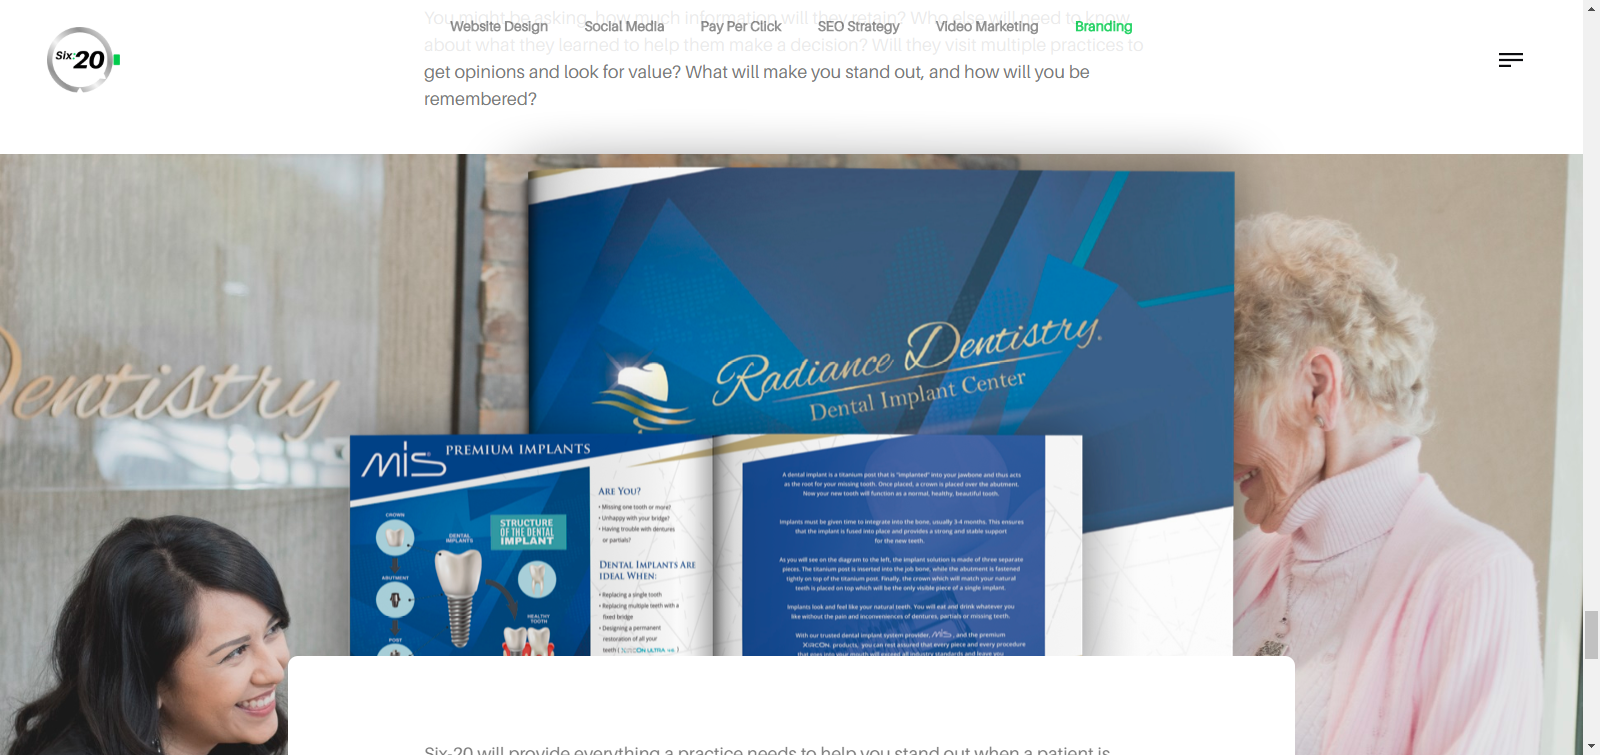 You might be asking, how much information will they retain? Who else will need to know
Website Design Social Media Pay Per Click SEO Strategy Video Marketing Branding
about what they learned to help them make a decision? Will they visit multiple practices to
Six:20
get opinions and look for value? What will make you stand out, and how will you be
remembered?
Radiance Dentistry
Dental Implant Center
Dentistry
mis PREMIUM IMPLANTS
CROWN
ABUTMENT
POST
STRUCTURE
OF THE DENTAL
IMPLANT
DENTAL
IMPLANTS
HEALTHY
TOOTH
ARE YOU?
• Missing one tooth or more?
• Unhappy with your bridge?
• Having trouble with dentures
or partials?
DENTAL IMPLANTS ARE
IDEAL WHEN:
• Replacing a single tooth
• Replacing multiple teeth with a
fixed bridge
• Designing a permanent
restoration of all your
teeth
A dental implant is a titanium post that is "implanted" into your jawbone and thus acts
as the root for your missing tooth. Once placed, a crown is placed over the abutment.
Now your new tooth will function as a normal, healthy, beautiful tooth.
Implants must be given time to integrate into the bone, usually 3-4 months. This ensures
that the implant is fused into place and provides a strong and stable support
for the new teeth.
As you will see on the diagram to the left, the implant solution is made of three separate
pieces. The titanium post is inserted into the job bone, while the abutment is fastened
tightly on top of the titanium post. Finally, the crown which will match your natural
teeth is placed on top which will be the only visible piece of a single implant.
Implants look and feel like your natural teeth. You will eat and drink whatever you
like without the pain and inconveniences of dentures, partials or missing teeth.
With our trusted dental implant system provider, mis, and the premium
products, you can rest assured that every piece and every procedure
that goes into your mouth will exceed all industry standards and leave you
Six-20 will provide everything a practice needs to help you stand out when a patient is